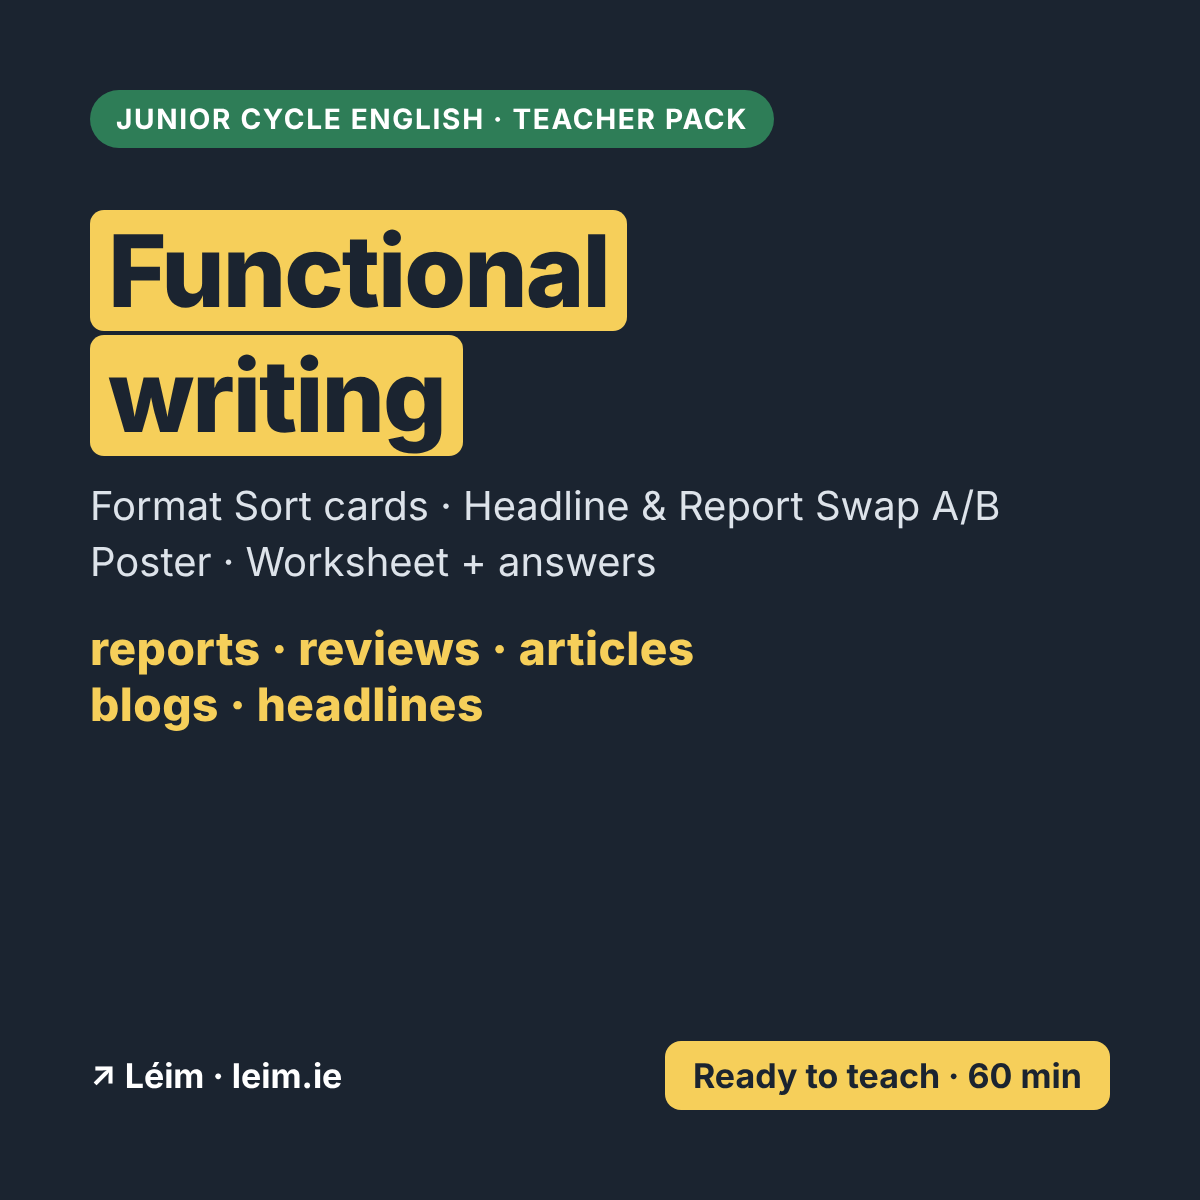 JUNIOR CYCLE ENGLISH · TEACHER PACK
Functional
writing
Format Sort cards · Headline & Report Swap A/B
Poster · Worksheet + answers
reports · reviews · articles
blogs · headlines
↗ Léim · leim.ie
Ready to teach · 60 min